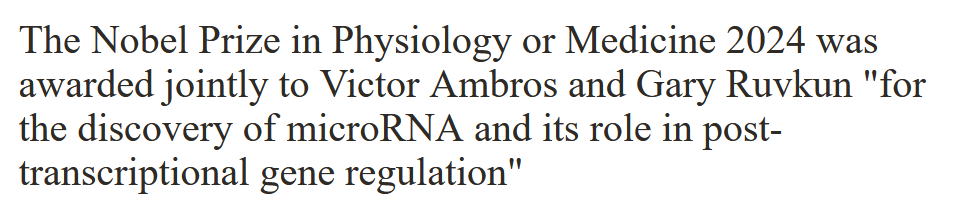 The Nobel Prize in Physiology or Medicine 2024 was
awarded jointly to Victor Ambros and Gary Ruvkun "for
the discovery of microRNA and its role in post-
transcriptional gene regulation"